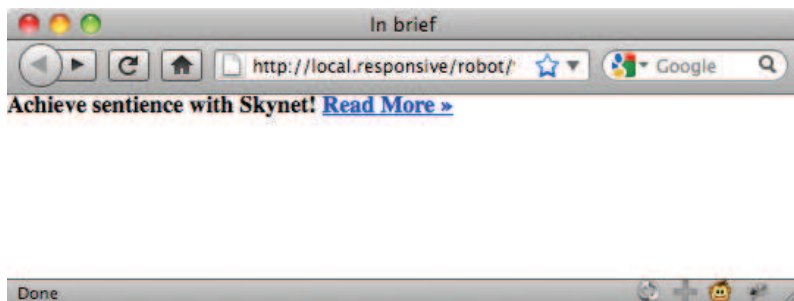 In brief
http://local.responsive/robot/
Google
Achieve sentience with Skynet! Read More »
Done